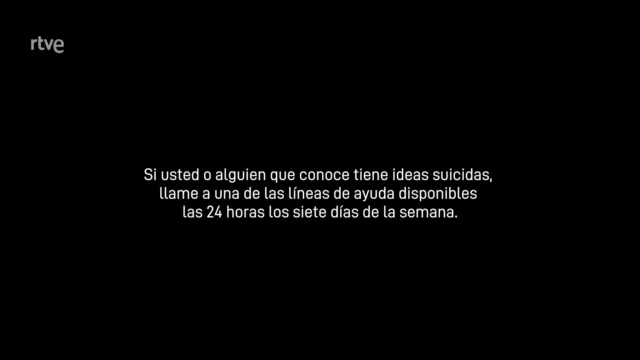 rtve
Si usted o alguien que conoce tiene ideas suicidas,
llame a una de las líneas de ayuda disponibles
las 24 horas los siete días de la semana.